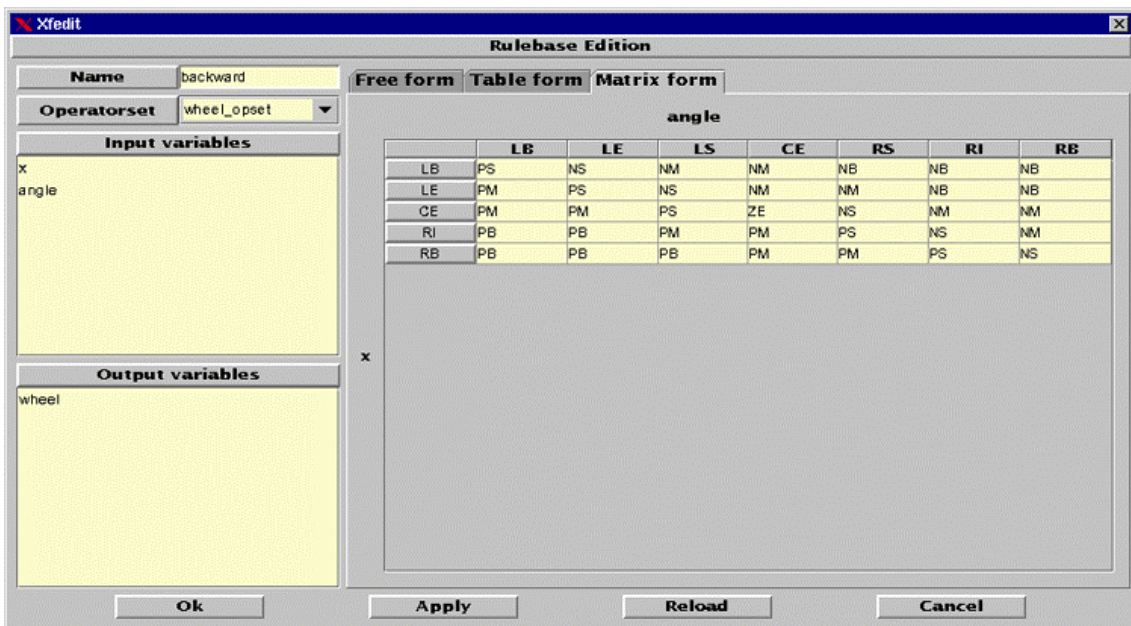 Xfedit
Rulebase Edition
Name backward
Operatorset wheel_opset
Input variables
x
angle
Output variables
wheel
Free form Table form Matrix form
angle
LB LE LS CE RS RI RB
LB PS NS NM NM NB NB NB
LE PM PS NS NM NM NB NB
CE PM PM PS ZE NS NM NM
RI PB PB PM PM PS NS NM
RB PB PB PB PM PM PS NS
x
Ok Apply Reload Cancel